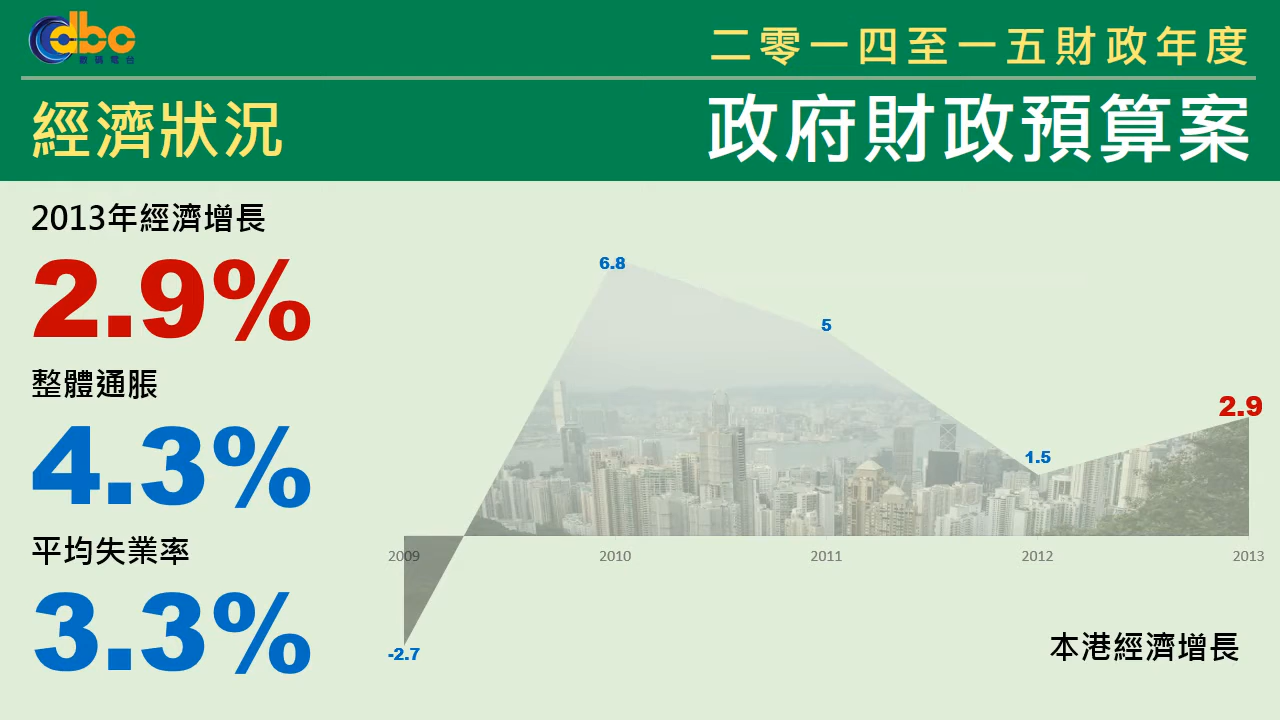 dbc
數碼電台
二零一四至一五財政年度
經濟狀況
政府財政預算案
2013年經濟增長
2.9%
整體通脹
4.3%
平均失業率
3.3%
6.8
5
2.9
1.5
2009
2010
2011
2012
2013
-2.7
本港經濟增長